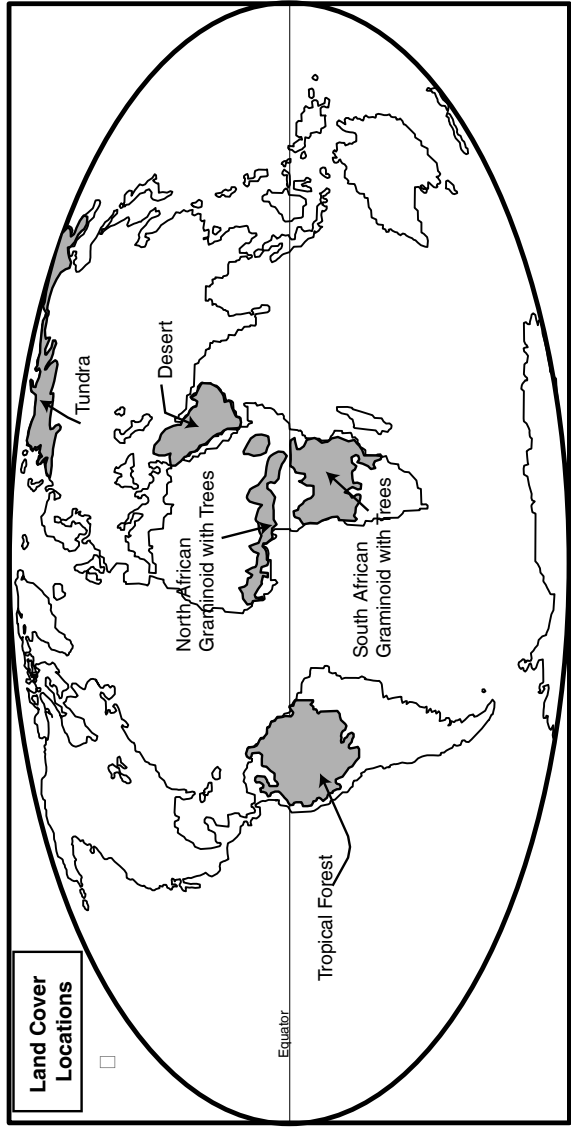 Land Cover
Locations
Tundra
Desert
North African
Graminoid with Trees
South African
Graminoid with Trees
Tropical Forest
Equator